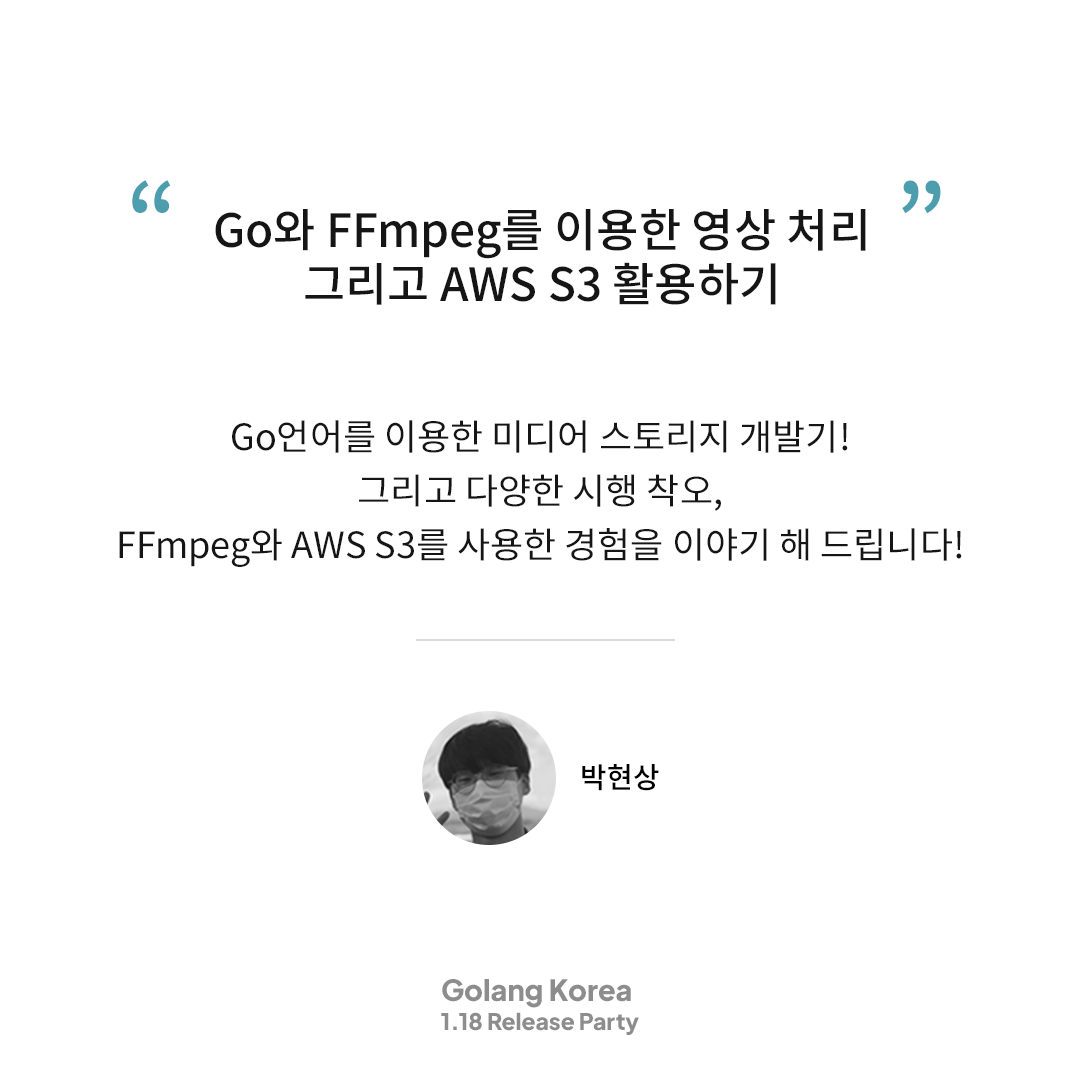 “Go와 FFmpeg를 이용한 영상 처리”
그리고 AWS S3 활용하기
Go언어를 이용한 미디어 스토리지 개발기!
그리고 다양한 시행 착오,
FFmpeg와 AWS S3를 사용한 경험을 이야기 해 드립니다!
박현상
Golang Korea
1.18 Release Party